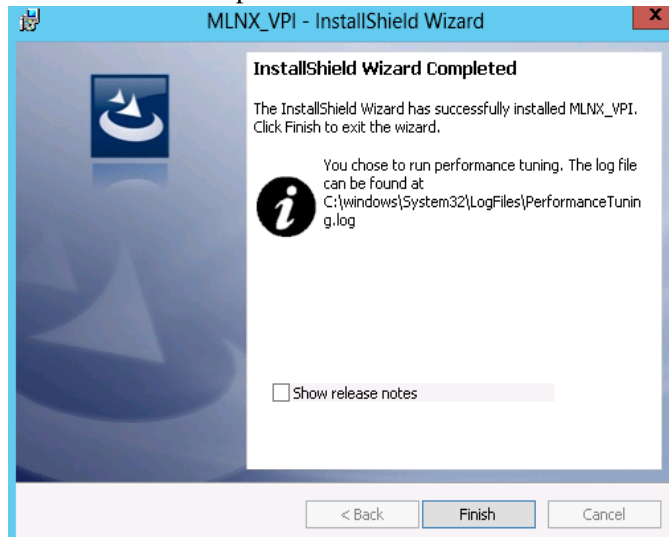 MLNX_VPI - InstallShield Wizard
X
InstallShield Wizard Completed
The InstallShield Wizard has successfully installed MLNX_VPI.
Click Finish to exit the wizard.
You chose to run performance tuning. The log file
can be found at
C:\windows\System32\LogFiles\PerformanceTunin
g.log
Show release notes
< Back
Finish
Cancel